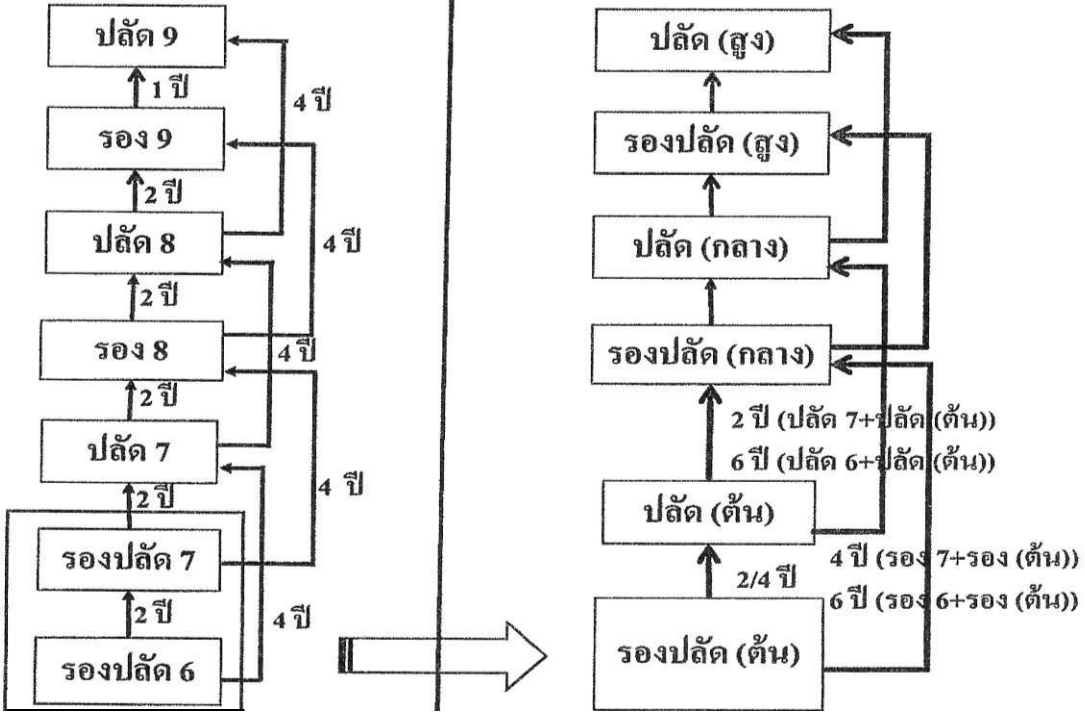 ปลัด 9
1 ปี
4 ปี
รอง 9
2 ปี
ปลัด 8
4 ปี
2 ปี
รอง 8
4 ปี
2 ปี
ปลัด 7
4 ปี
2 ปี
รองปลัด 7
2 ปี
4 ปี
รองปลัด 6
ปลัด (สูง)
รองปลัด (สูง)
ปลัด (กลาง)
รองปลัด (กลาง)
2 ปี (ปลัด 7+ปลัด (ต้น))
6 ปี (ปลัด 6+ปลัด (ต้น))
ปลัด (ต้น)
2/4 ปี
4 ปี (รอง 7+รอง (ต้น))
6 ปี (รอง 6+รอง (ต้น))
รองปลัด (ต้น)